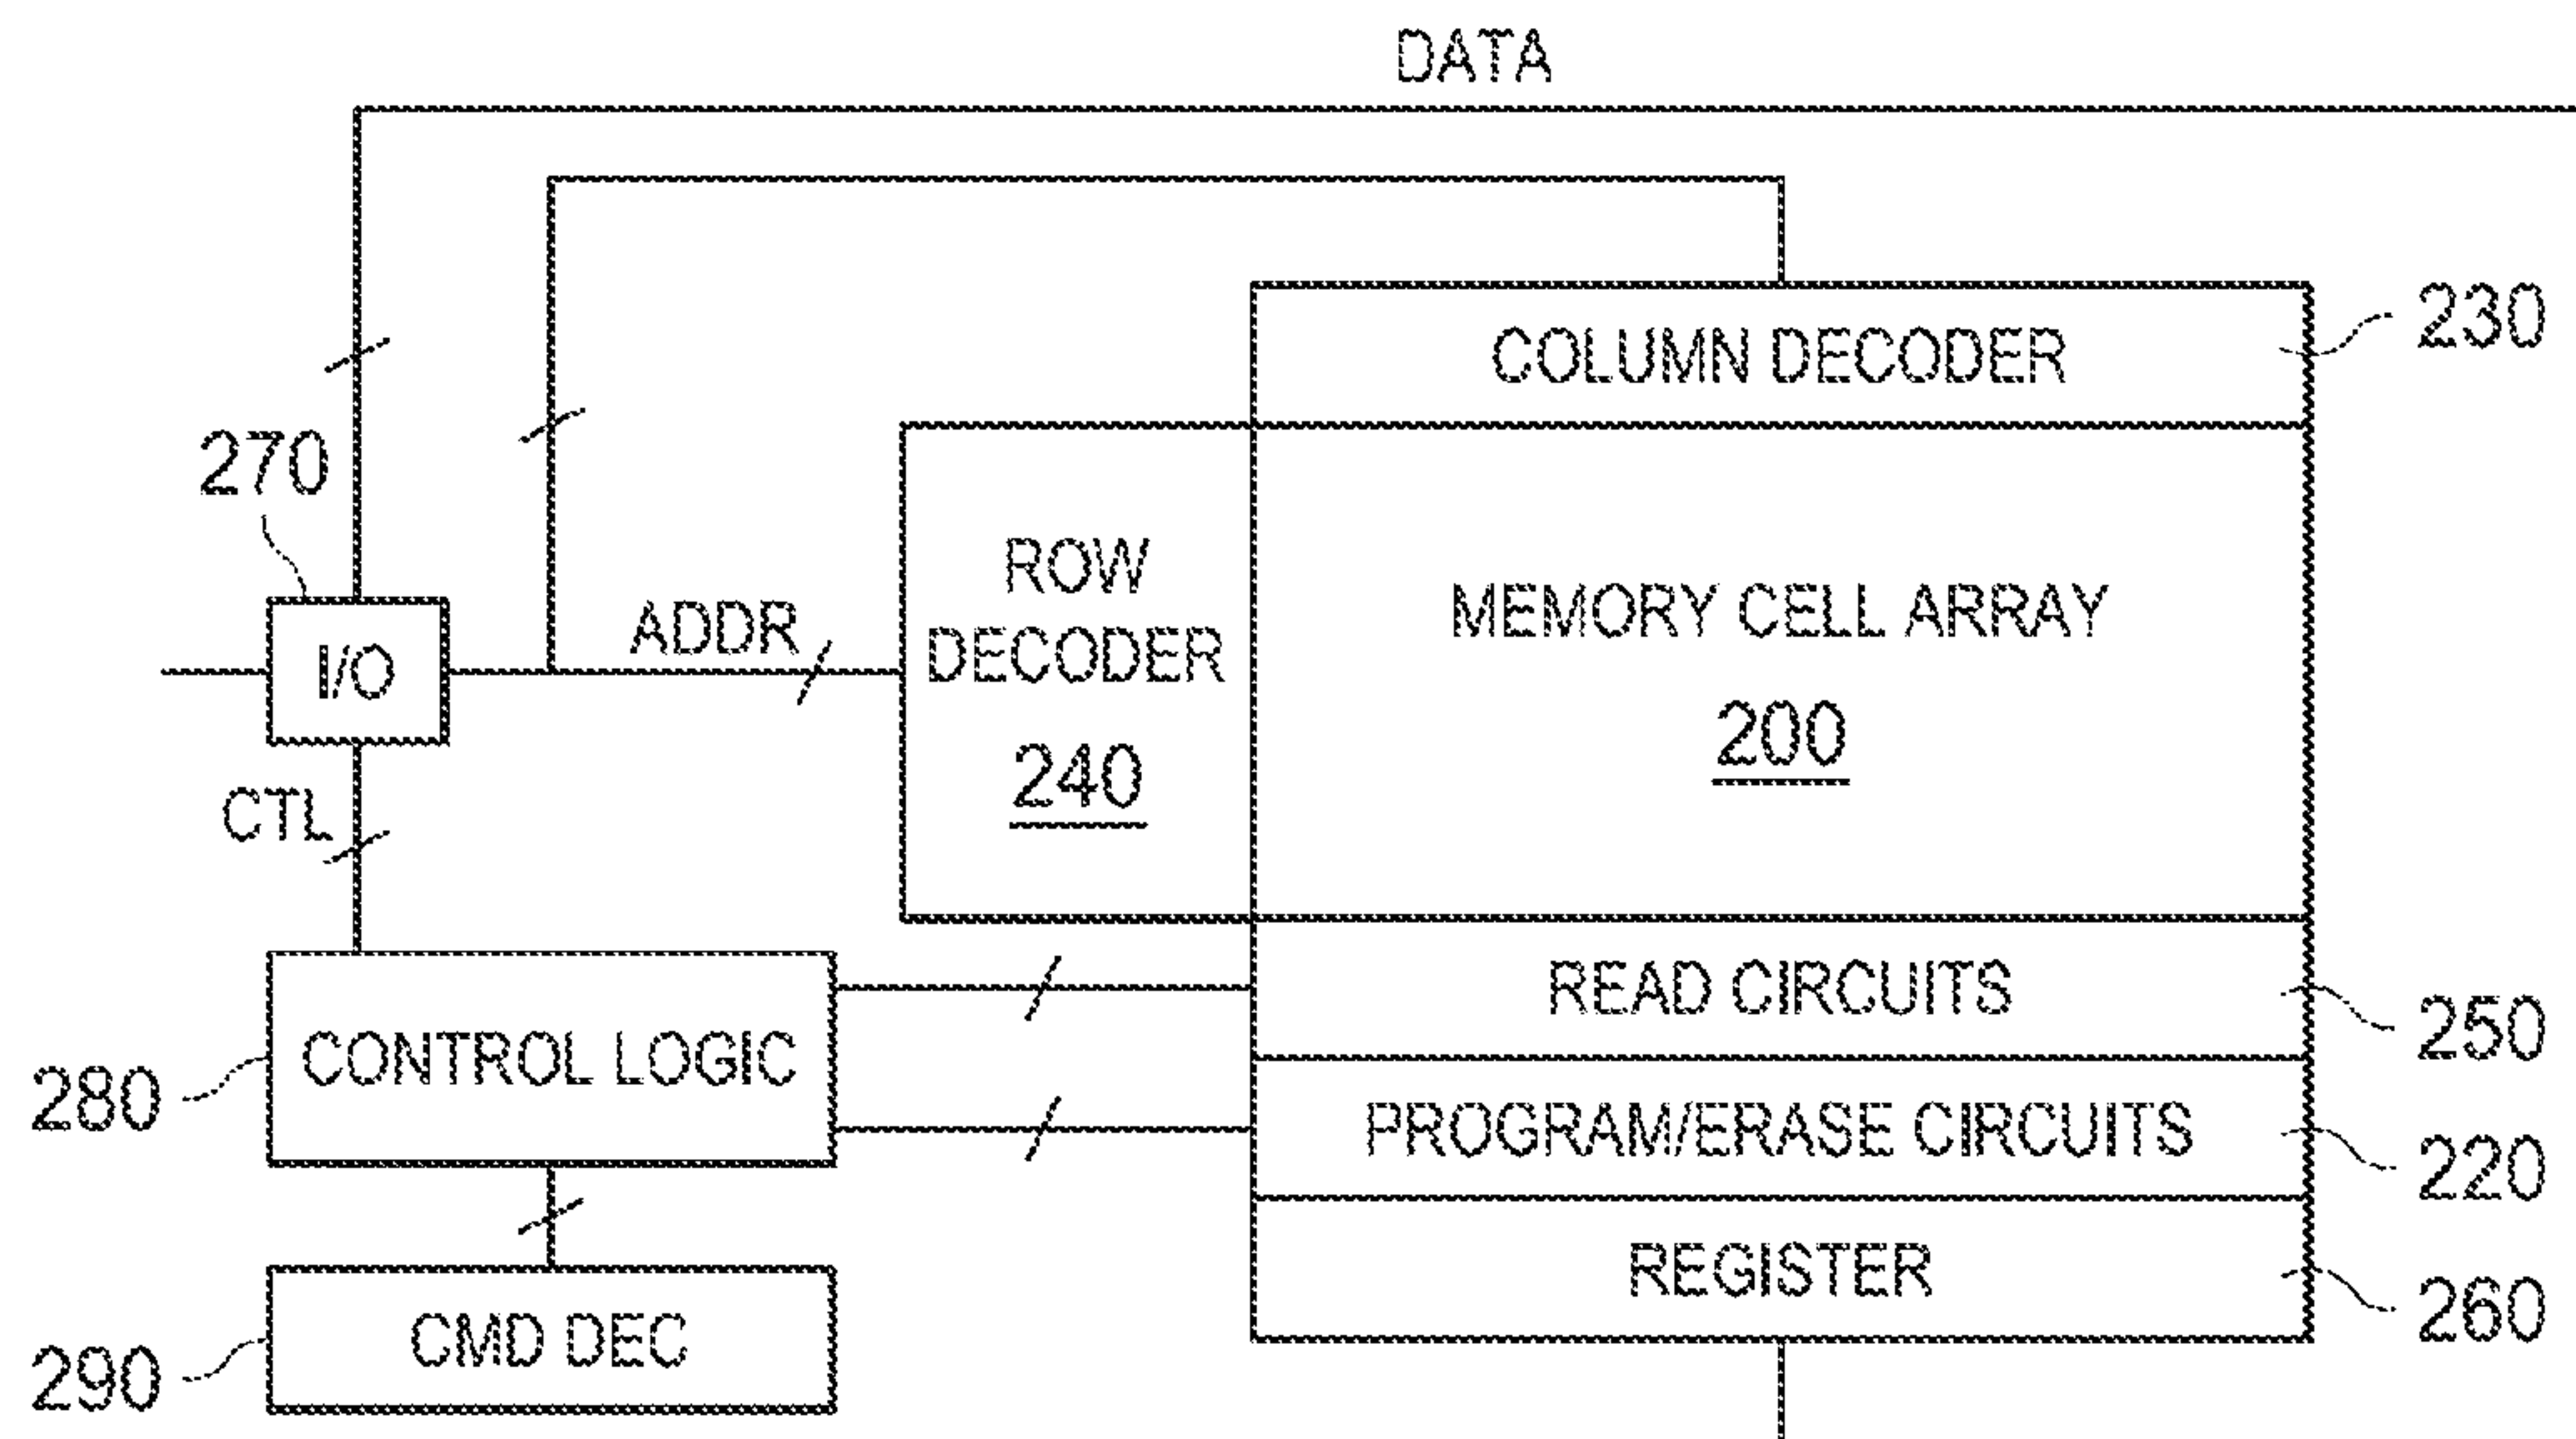 DATA
COLUMN DECODER
230
270
ROW
DECODER
240
MEMORY CELL ARRAY
200
I/O
ADDR
CTL
READ CIRCUITS
250
CONTROL LOGIC
280
PROGRAM/ERASE CIRCUITS
220
REGISTER
260
CMD DEC
290